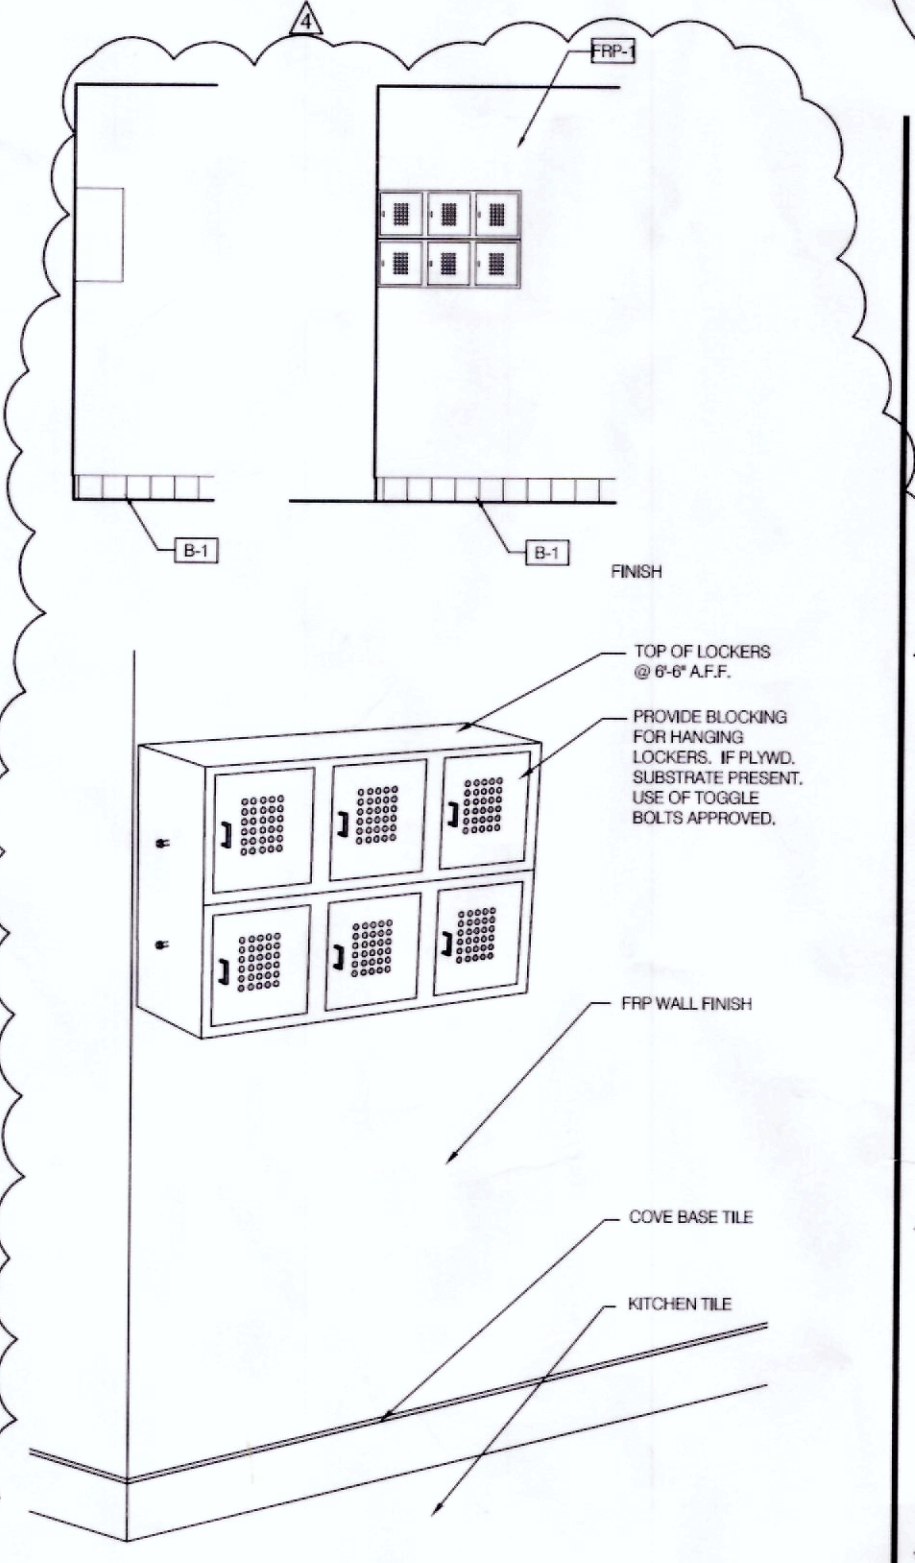 4
FRP-1
B-1
B-1
FINISH
TOP OF LOCKERS
@ 6'-6" A.F.F.
PROVIDE BLOCKING
FOR HANGING
LOCKERS. IF PLYWD.
SUBSTRATE PRESENT.
USE OF TOGGLE
BOLTS APPROVED.
FRP WALL FINISH
COVE BASE TILE
KITCHEN TILE